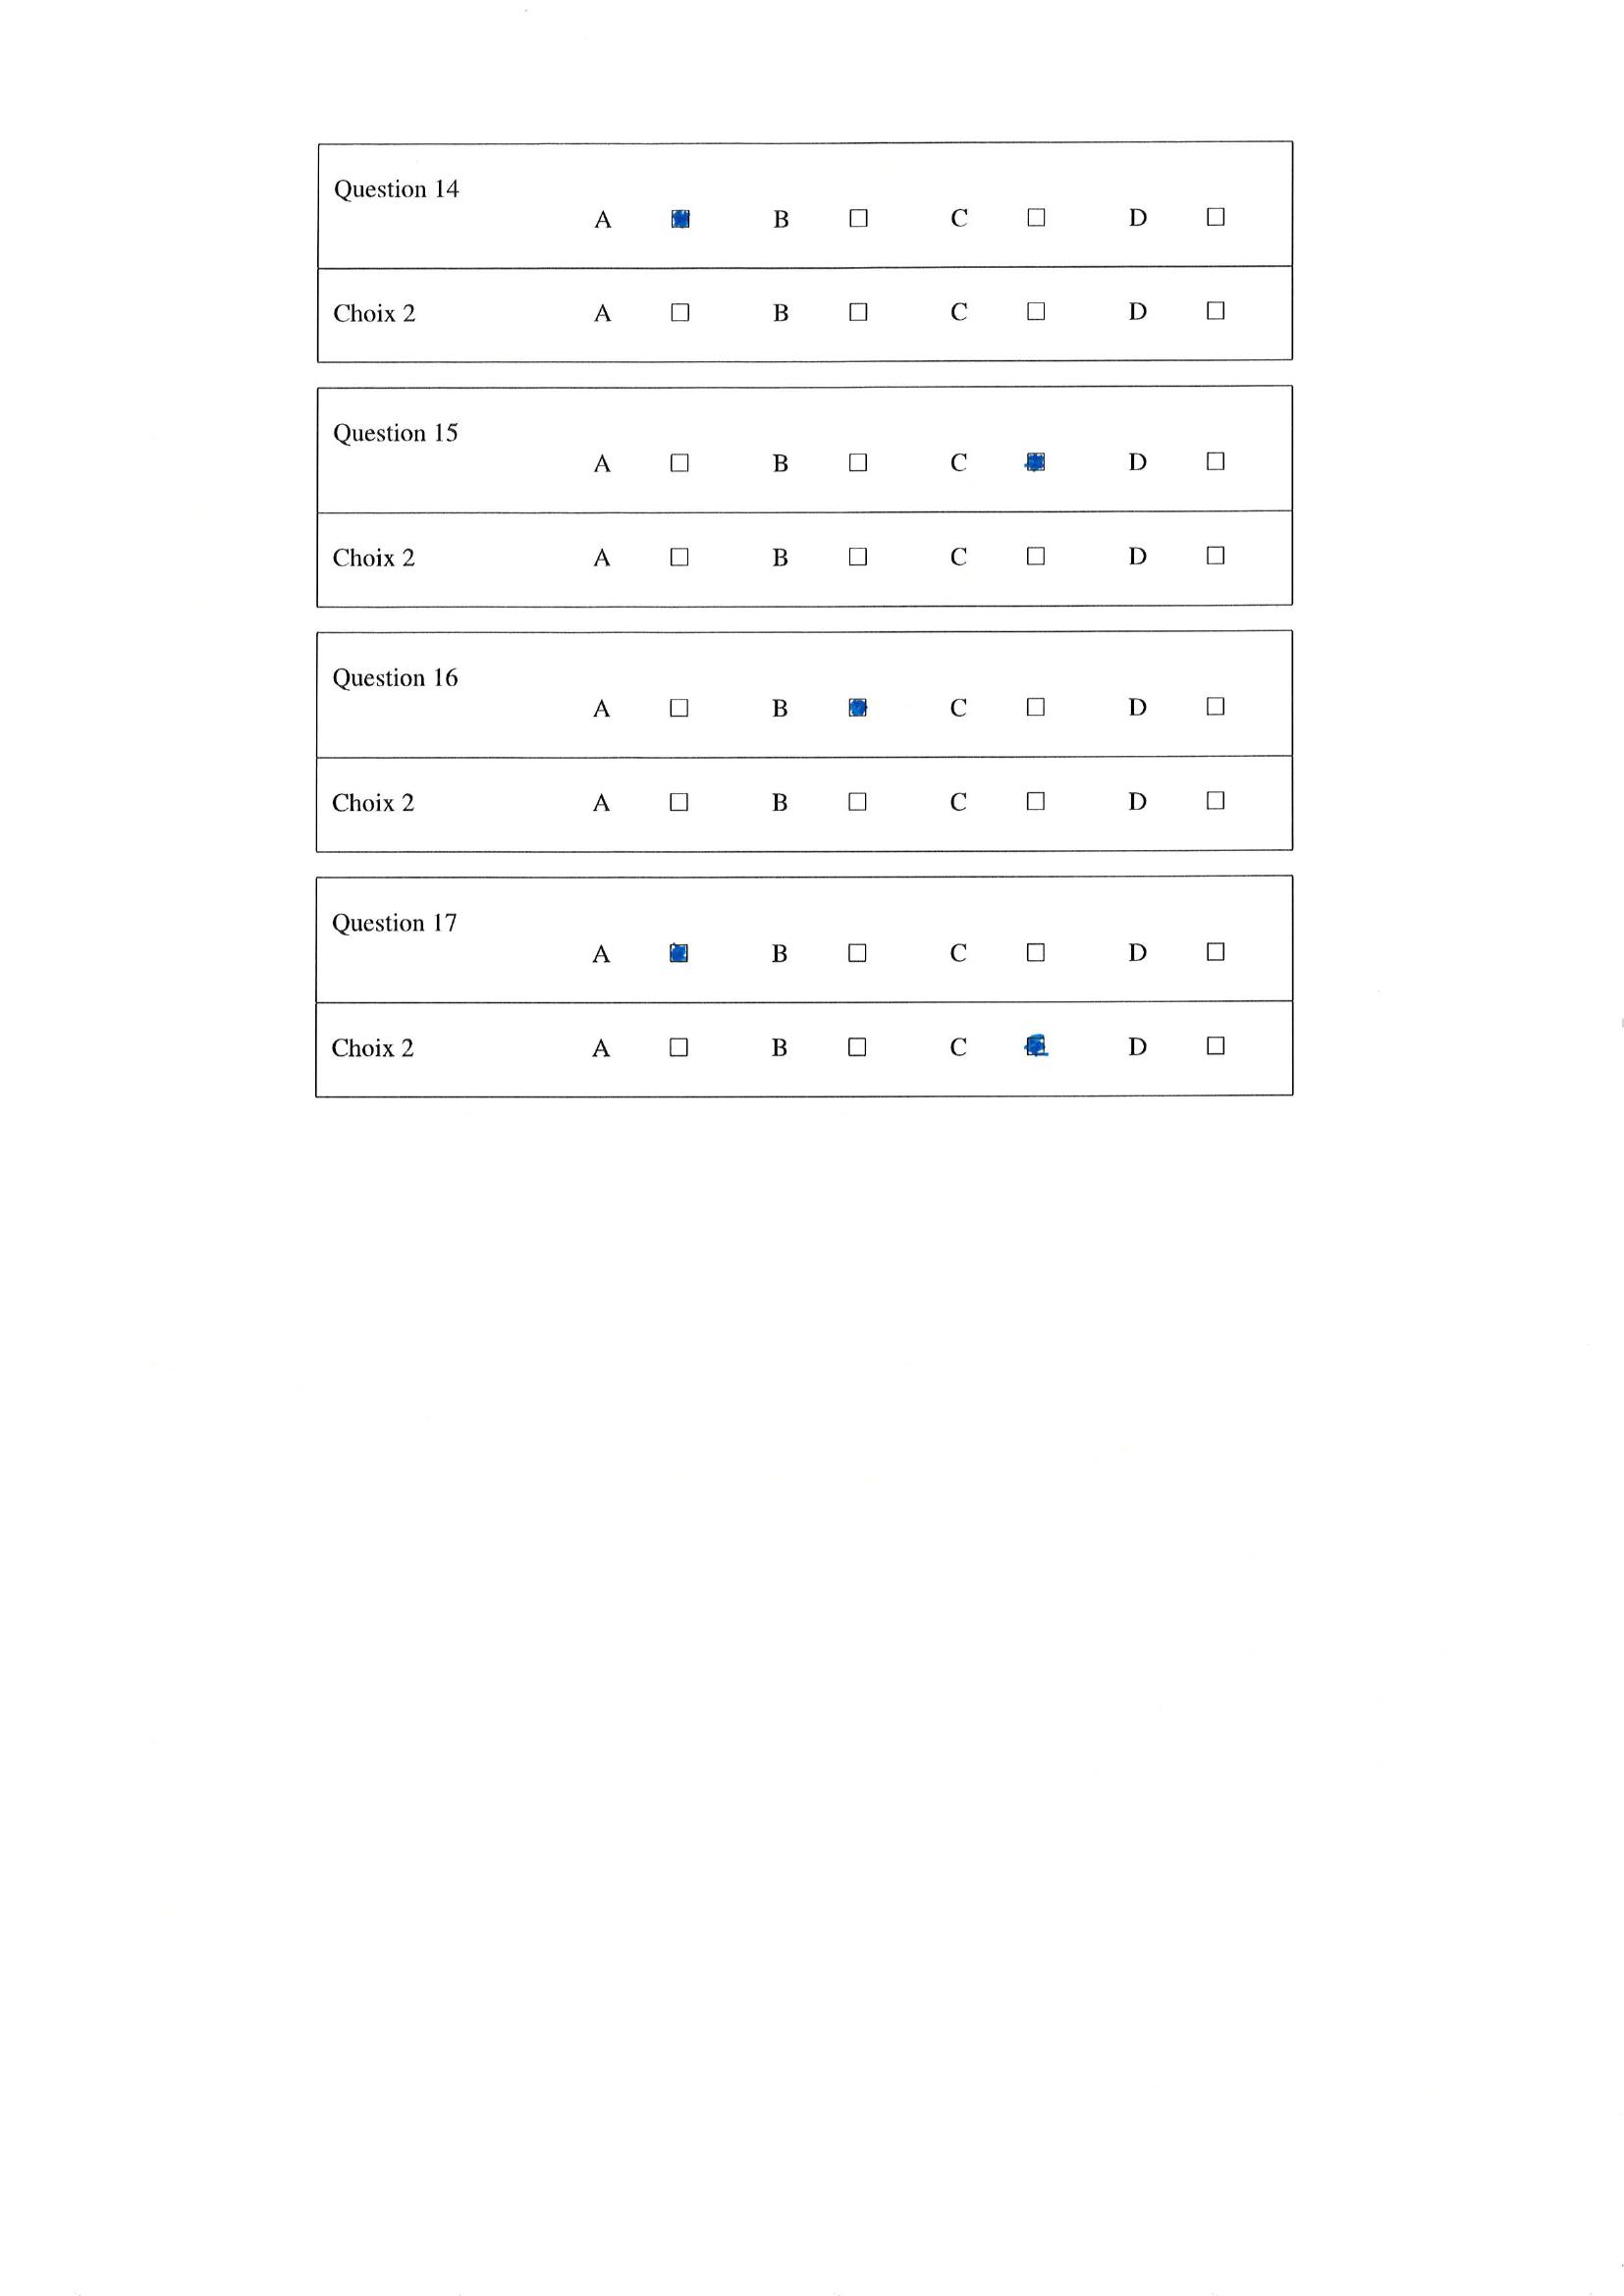 Question 14
A ■ B □ C □ D □
Choix 2 A □ B □ C □ D □
Question 15
A □ B □ C ■ D □
Choix 2 A □ B □ C □ D □
Question 16
A □ B ■ C □ D □
Choix 2 A □ B □ C □ D □
Question 17
A ■ B □ C □ D □
Choix 2 A □ B □ C ■ D □